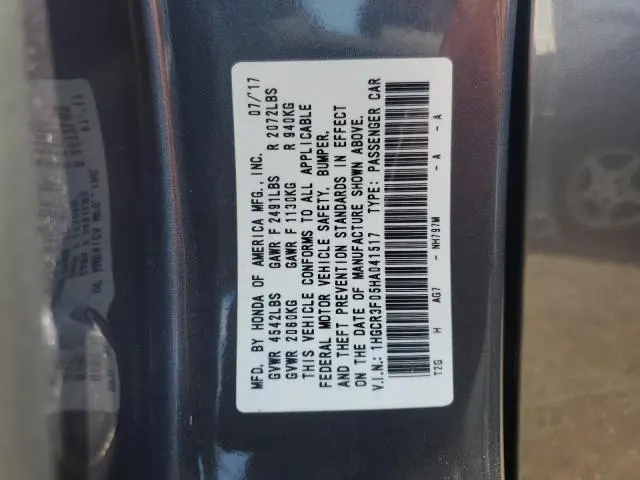 MFD. BY HONDA OF AMERICA MFG., INC. 07/17
GVWR 4542LBS GAWR F 2491LBS R 2072LBS
GVWR 2060KG GAWR F 1130KG R 940KG
THIS VEHICLE CONFORMS TO ALL APPLICABLE
FEDERAL MOTOR VEHICLE SAFETY, BUMPER,
AND THEFT PREVENTION STANDARDS IN EFFECT
ON THE DATE OF MANUFACTURE SHOWN ABOVE.
V.I.N.: 1HGCR3F05HA041517 TYPE: PASSENGER CAR
T2G H AG7 - NH797M - A - A